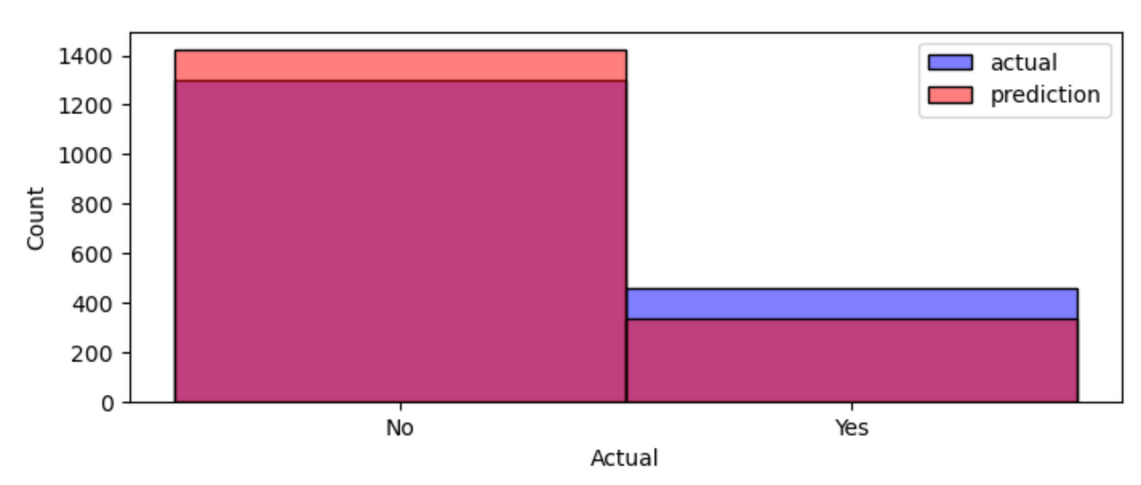 1400
1200
1000
800
600
400
200
0
Count
No
Yes
Actual
actual
prediction